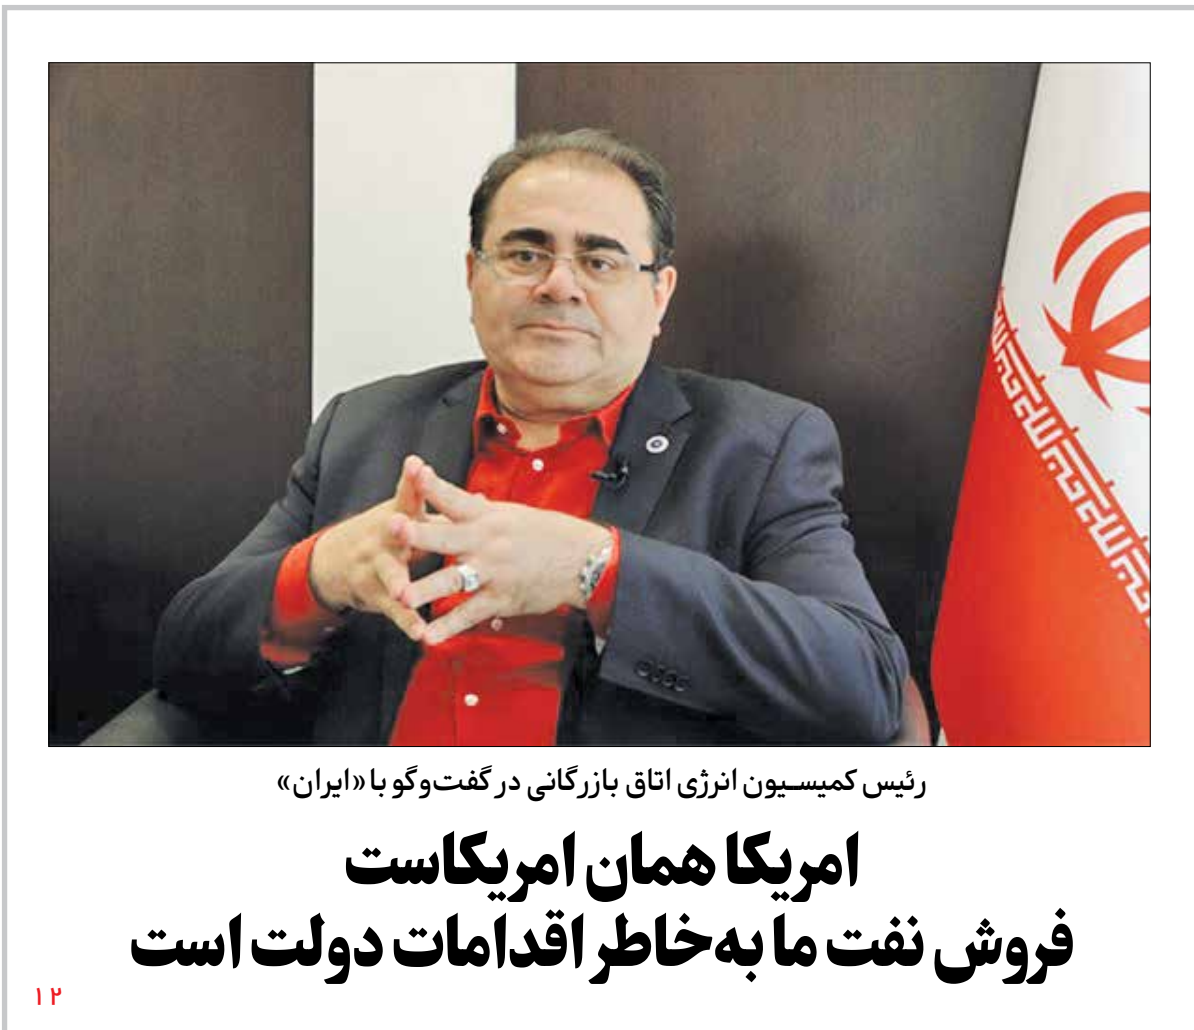 رئیس کمیسیون انرژی اتاق بازرگانی در گفت‌وگو با «ایران»
امریکا همان امریکاست
فروش نفت ما به‌خاطر اقدامات دولت است
۱۲